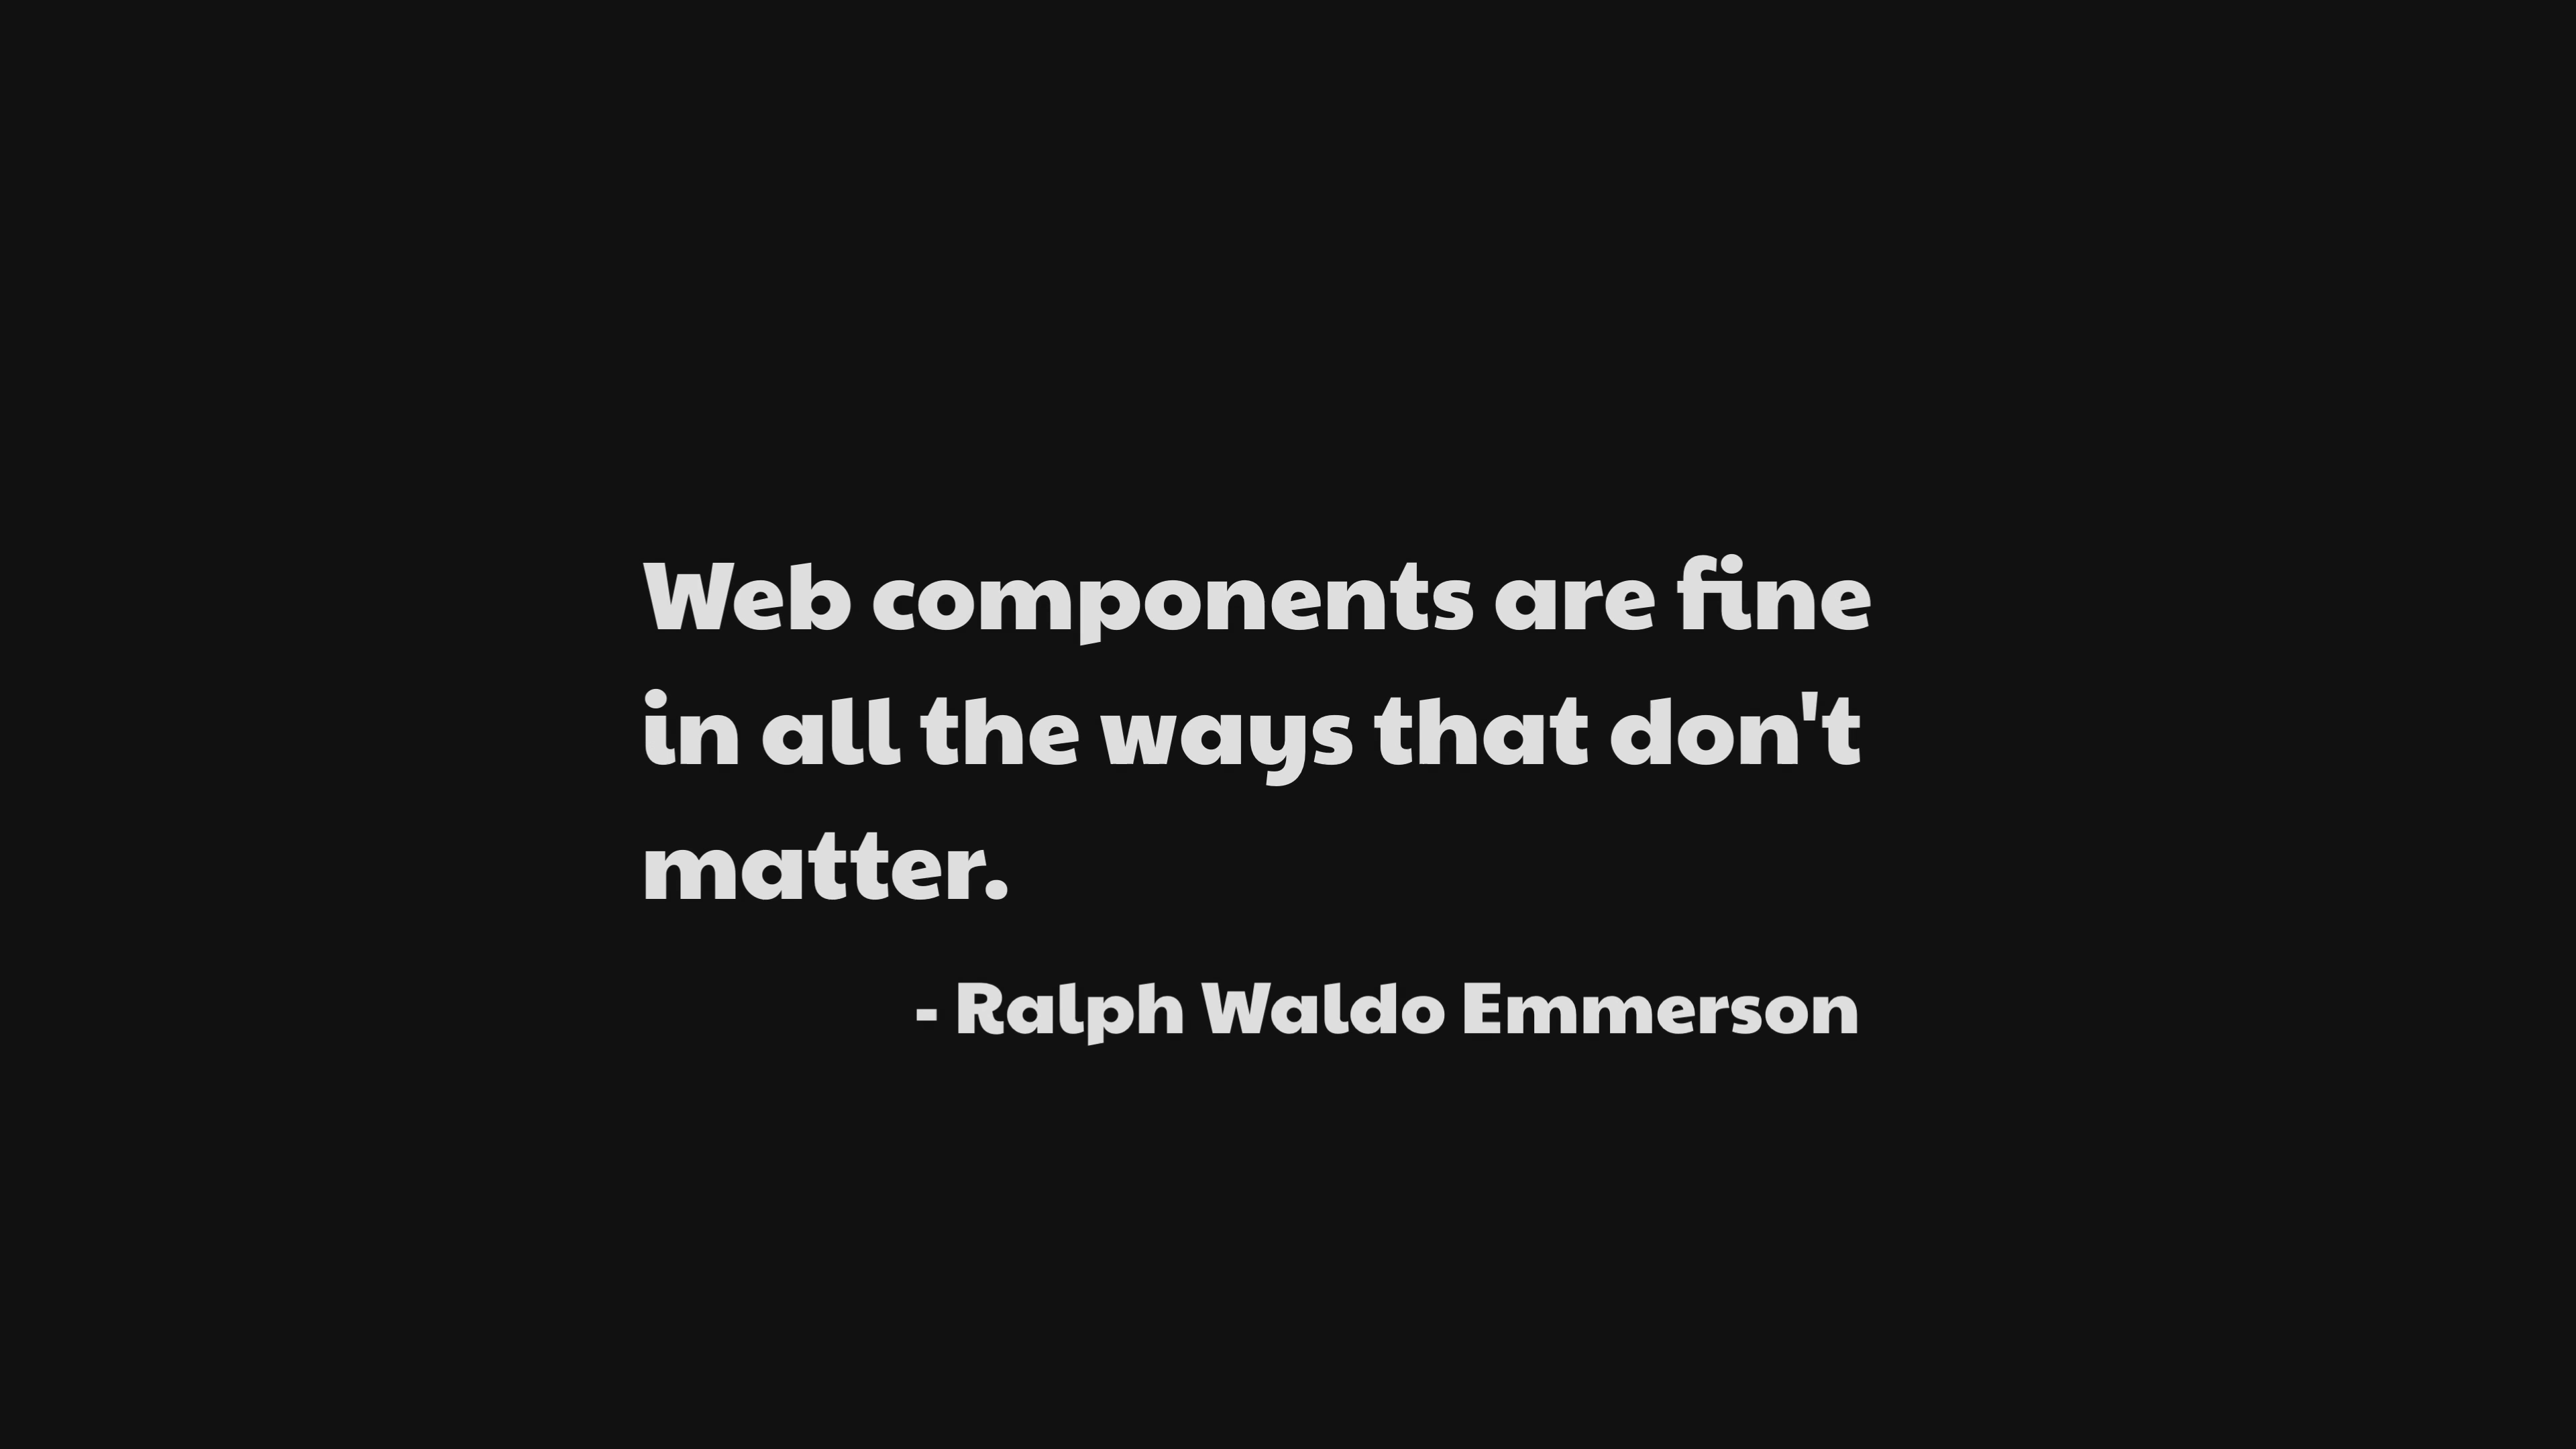 Web components are fine
in all the ways that don't
matter.
- Ralph Waldo Emmerson